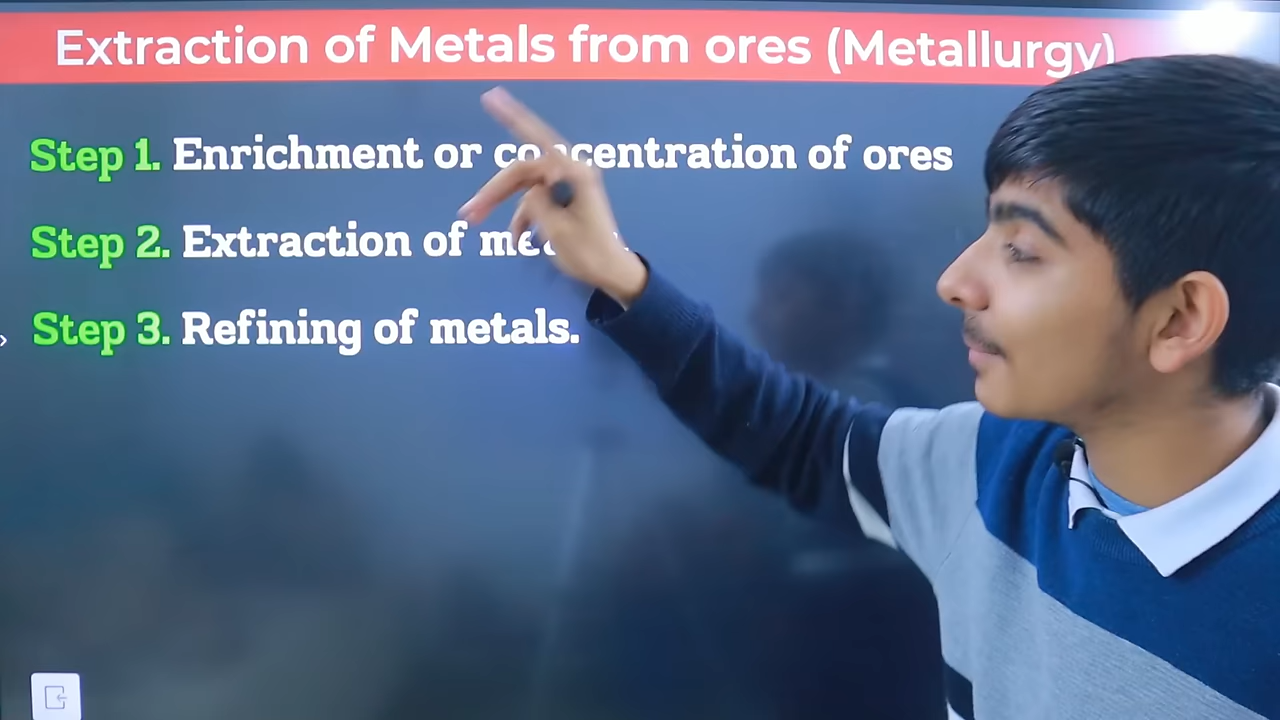 Extraction of Metals from ores (Metallurgy)
Step 1. Enrichment or concentration of ores
Step 2. Extraction of
Step 3. Refining of metals.